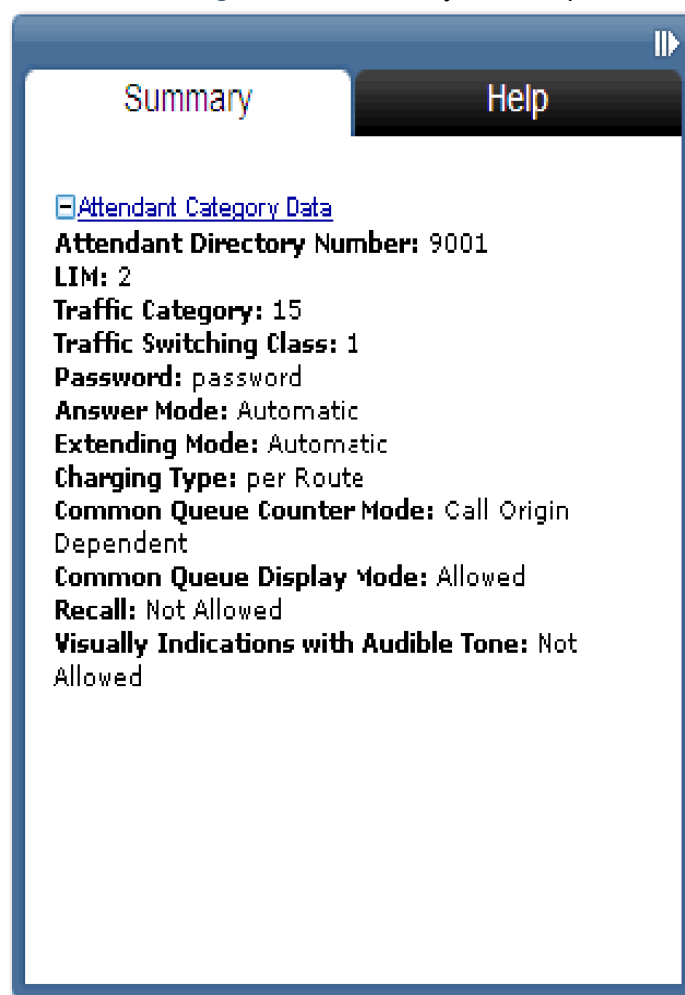 Summary
Help
Attendant Category Data
Attendant Directory Number: 9001
LIM: 2
Traffic Category: 15
Traffic Switching Class: 1
Password: password
Answer Mode: Automatic
Extending Mode: Automatic
Charging Type: per Route
Common Queue Counter Mode: Call Origin
Dependent
Common Queue Display Mode: Allowed
Recall: Not Allowed
Visually Indications with Audible Tone: Not
Allowed